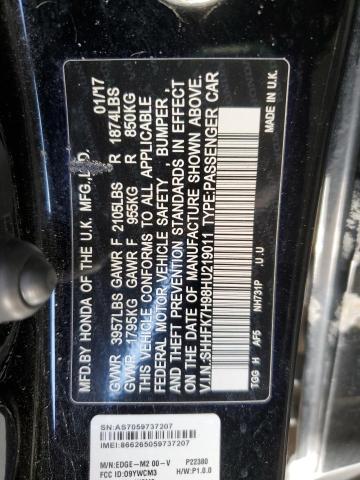 MFD.BY HONDA OF THE U.K. MFG.,LTD. 01/17
GVWR 3957LBS GAWR F 2105LBS R 1874LBS
GVWR 1795KG GAWR F 955KG R 850KG
THIS VEHICLE CONFORMS TO ALL APPLICABLE
FEDERAL MOTOR VEHICLE SAFETY, BUMPER,
AND THEFT PREVENTION STANDARDS IN EFFECT
ON THE DATE OF MANUFACTURE SHOWN ABOVE.
V.I.N.:SHHFK7H98HU219011 TYPE:PASSENGER CAR
TGG H AF5 NH731P .U.U
SN:AS7059737207
IMEI:866265059737207
M/N:EDGE-M2 00-V P22380
FCC ID:O9YWCM3 H/W:P1.0.0